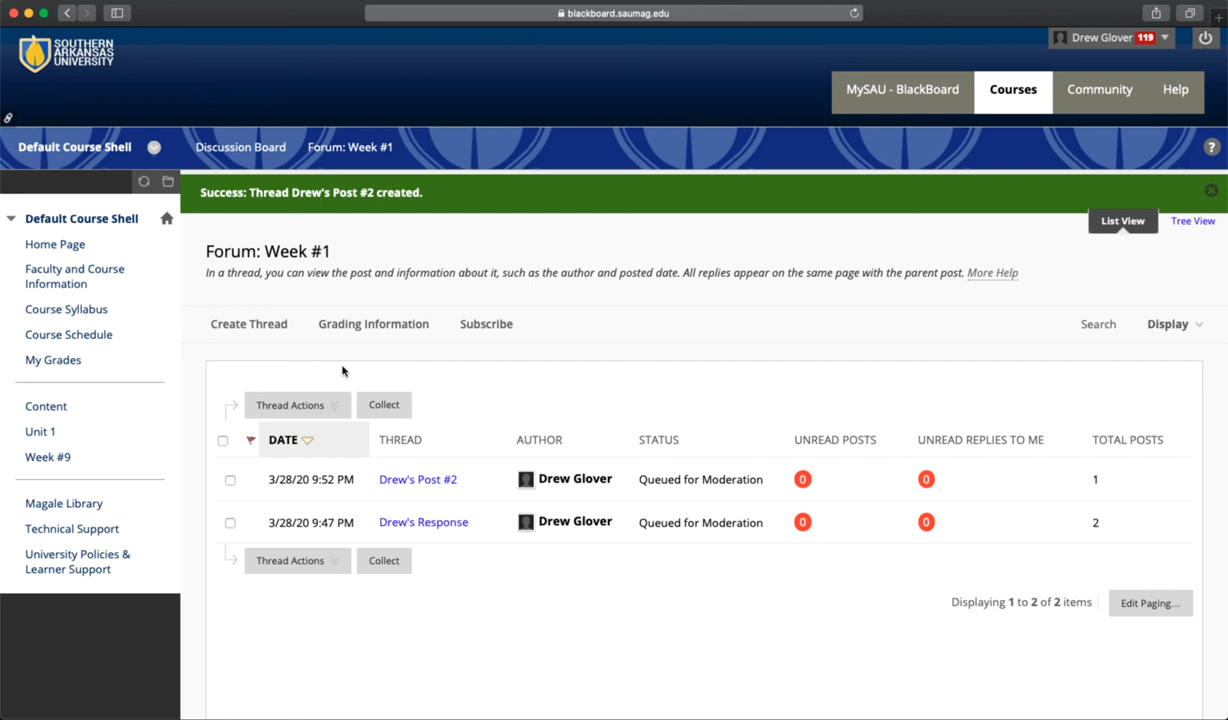 blackboard.saumag.edu
SOUTHERN
ARKANSAS
UNIVERSITY
Drew Glover 119
MySAU - BlackBoard Courses Community Help
Default Course Shell Discussion Board Forum: Week #1 ?
Success: Thread Drew's Post #2 created.
Default Course Shell
Home Page
Faculty and Course
Information
Course Syllabus
Course Schedule
My Grades
Content
Unit 1
Week #9
Magale Library
Technical Support
University Policies &
Learner Support
List View Tree View
Forum: Week #1
In a thread, you can view the post and information about it, such as the author and posted date. All replies appear on the same page with the parent post. More Help
Create Thread Grading Information Subscribe Search Display
Thread Actions Collect
DATE THREAD AUTHOR STATUS UNREAD POSTS UNREAD REPLIES TO ME TOTAL POSTS
3/28/20 9:52 PM Drew's Post #2 Drew Glover Queued for Moderation 0 0 1
3/28/20 9:47 PM Drew's Response Drew Glover Queued for Moderation 0 0 2
Thread Actions Collect
Displaying 1 to 2 of 2 items Edit Paging...